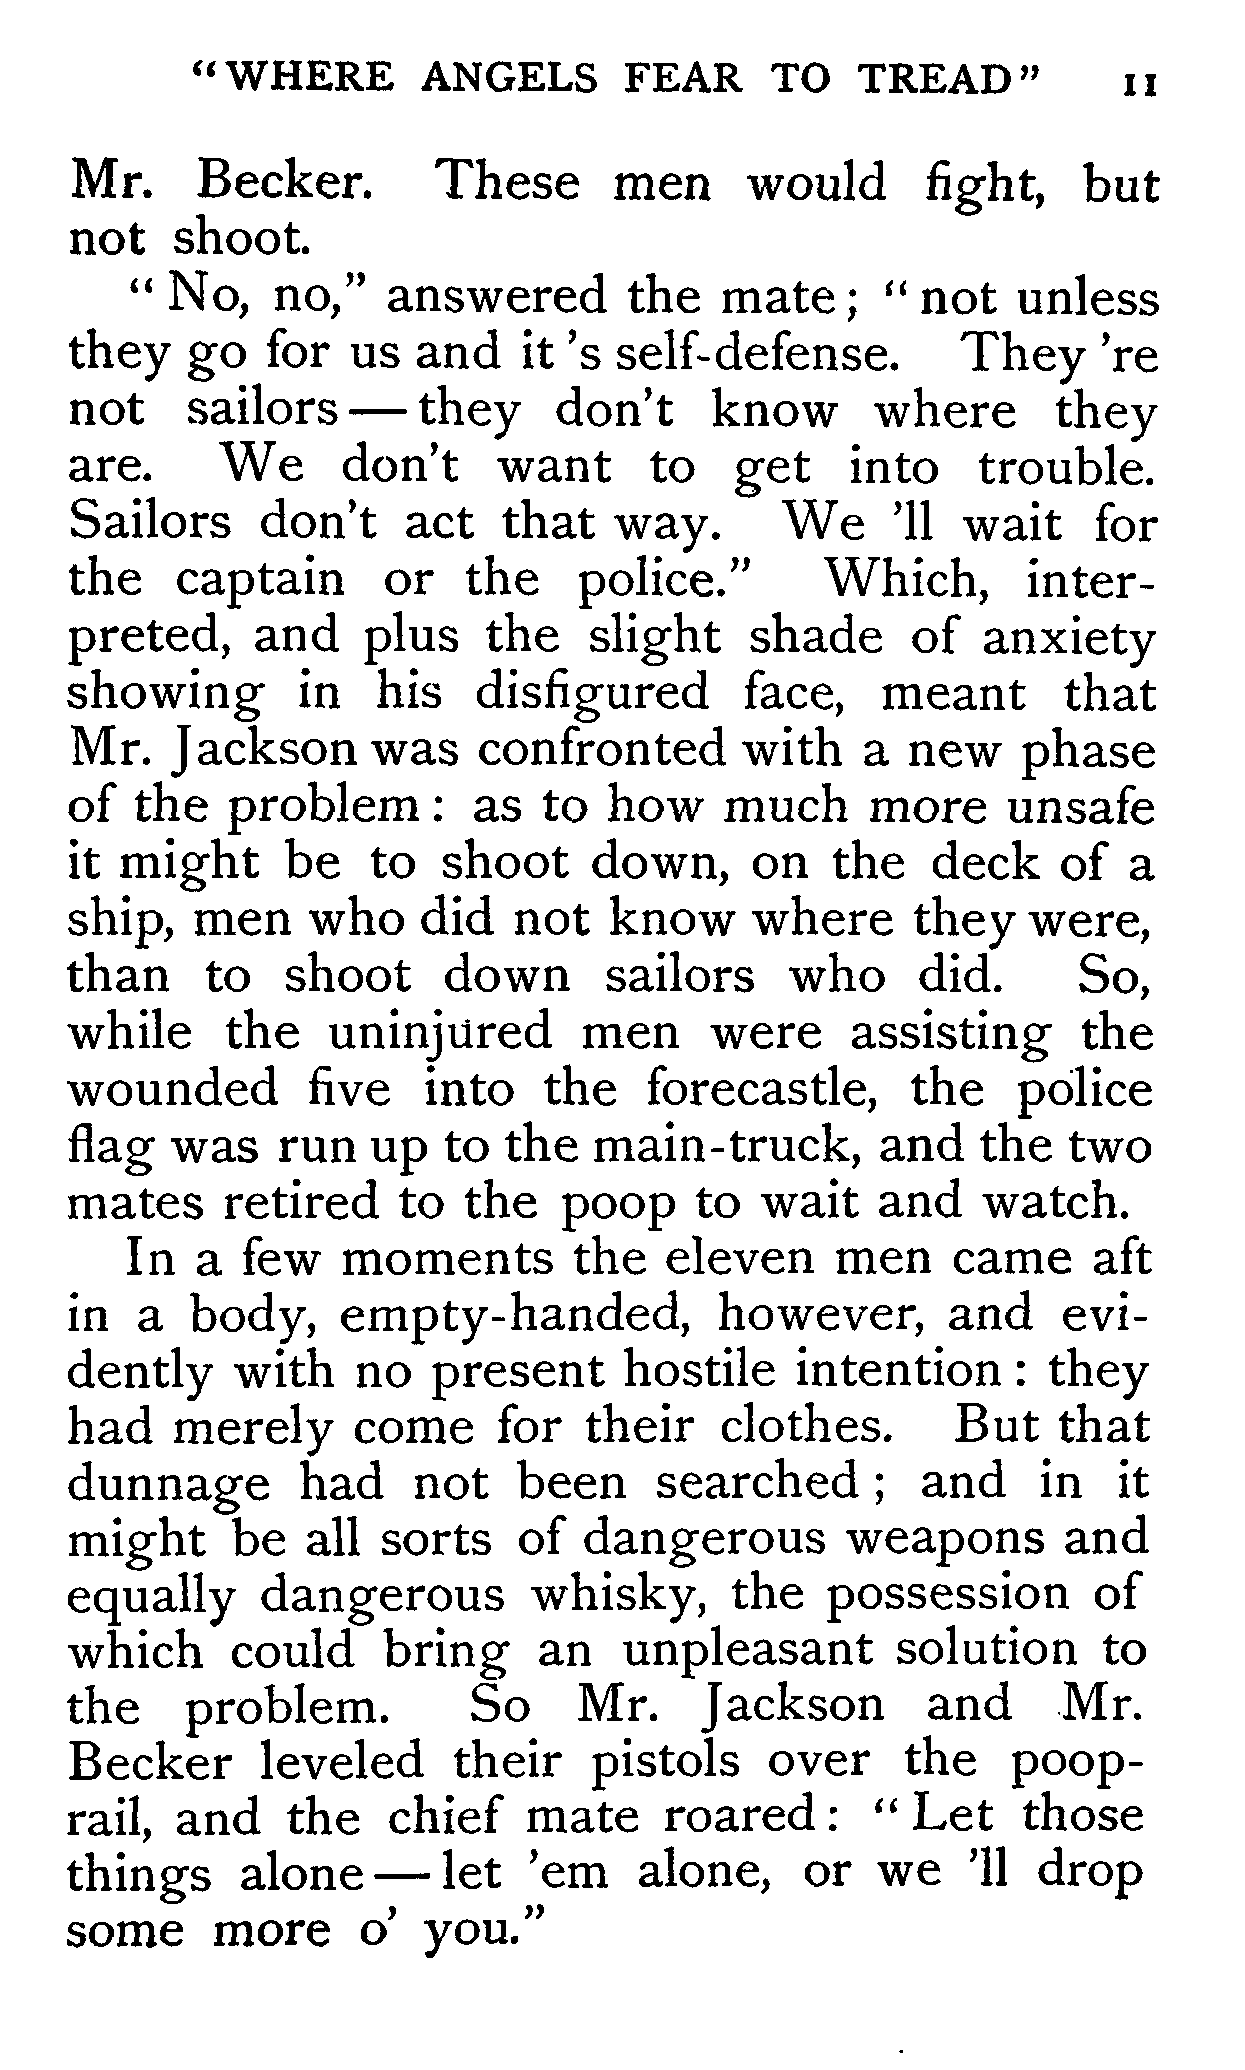 "WHERE ANGELS FEAR TO TREAD" 11
Mr. Becker. These men would fight, but
not shoot.
"No, no," answered the mate; "not unless
they go for us and it 's self-defense. They 're
not sailors — they don't know where they
are. We don't want to get into trouble.
Sailors don't act that way. We 'll wait for
the captain or the police." Which, inter-
preted, and plus the slight shade of anxiety
showing in his disfigured face, meant that
Mr. Jackson was confronted with a new phase
of the problem: as to how much more unsafe
it might be to shoot down, on the deck of a
ship, men who did not know where they were,
than to shoot down sailors who did. So,
while the uninjured men were assisting the
wounded five into the forecastle, the police
flag was run up to the main-truck, and the two
mates retired to the poop to wait and watch.
In a few moments the eleven men came aft
in a body, empty-handed, however, and evi-
dently with no present hostile intention: they
had merely come for their clothes. But that
dunnage had not been searched; and in it
might be all sorts of dangerous weapons and
equally dangerous whisky, the possession of
which could bring an unpleasant solution to
the problem. So Mr. Jackson and Mr.
Becker leveled their pistols over the poop-
rail, and the chief mate roared: "Let those
things alone — let 'em alone, or we 'll drop
some more o' you."